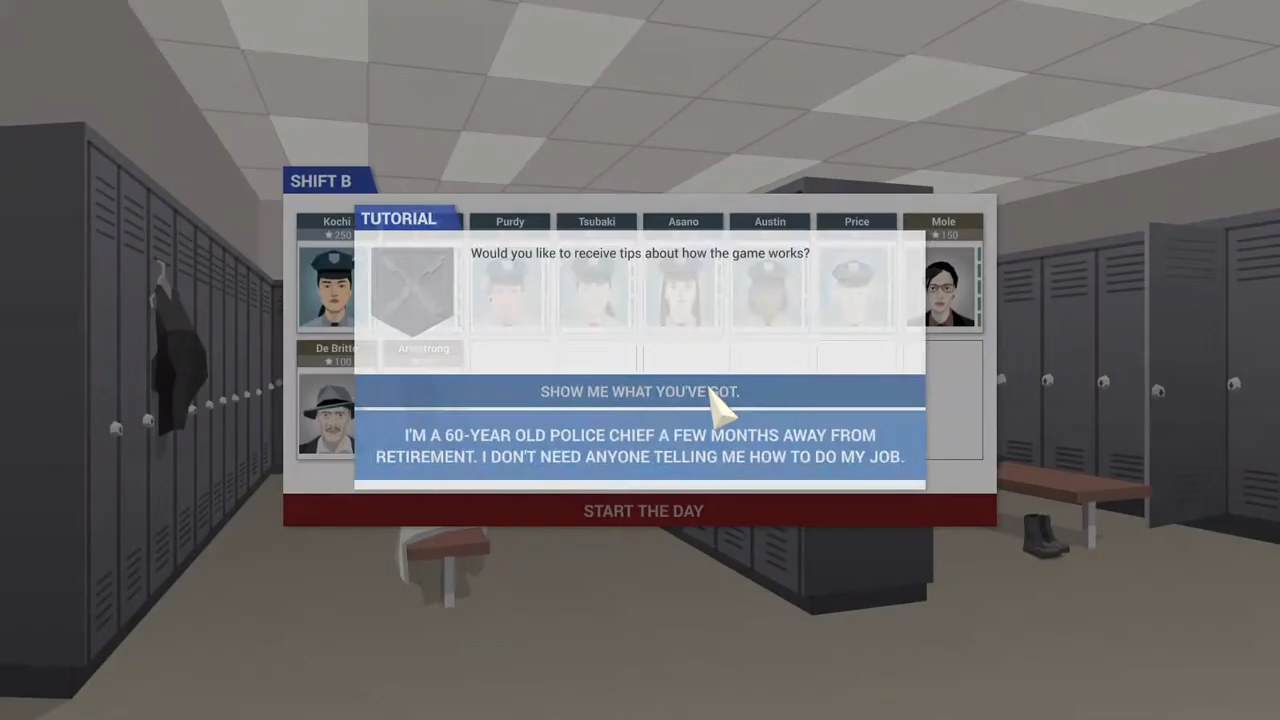 SHIFT B
Kochi
Purdy
Tsubaki
Asano
Austin
Price
Mole
★250
★150
TUTORIAL
Would you like to receive tips about how the game works?
De Britte
Armstrong
★100
SHOW ME WHAT YOU'VE GOT.
I'M A 60-YEAR OLD POLICE CHIEF A FEW MONTHS AWAY FROM
RETIREMENT. I DON'T NEED ANYONE TELLING ME HOW TO DO MY JOB.
START THE DAY